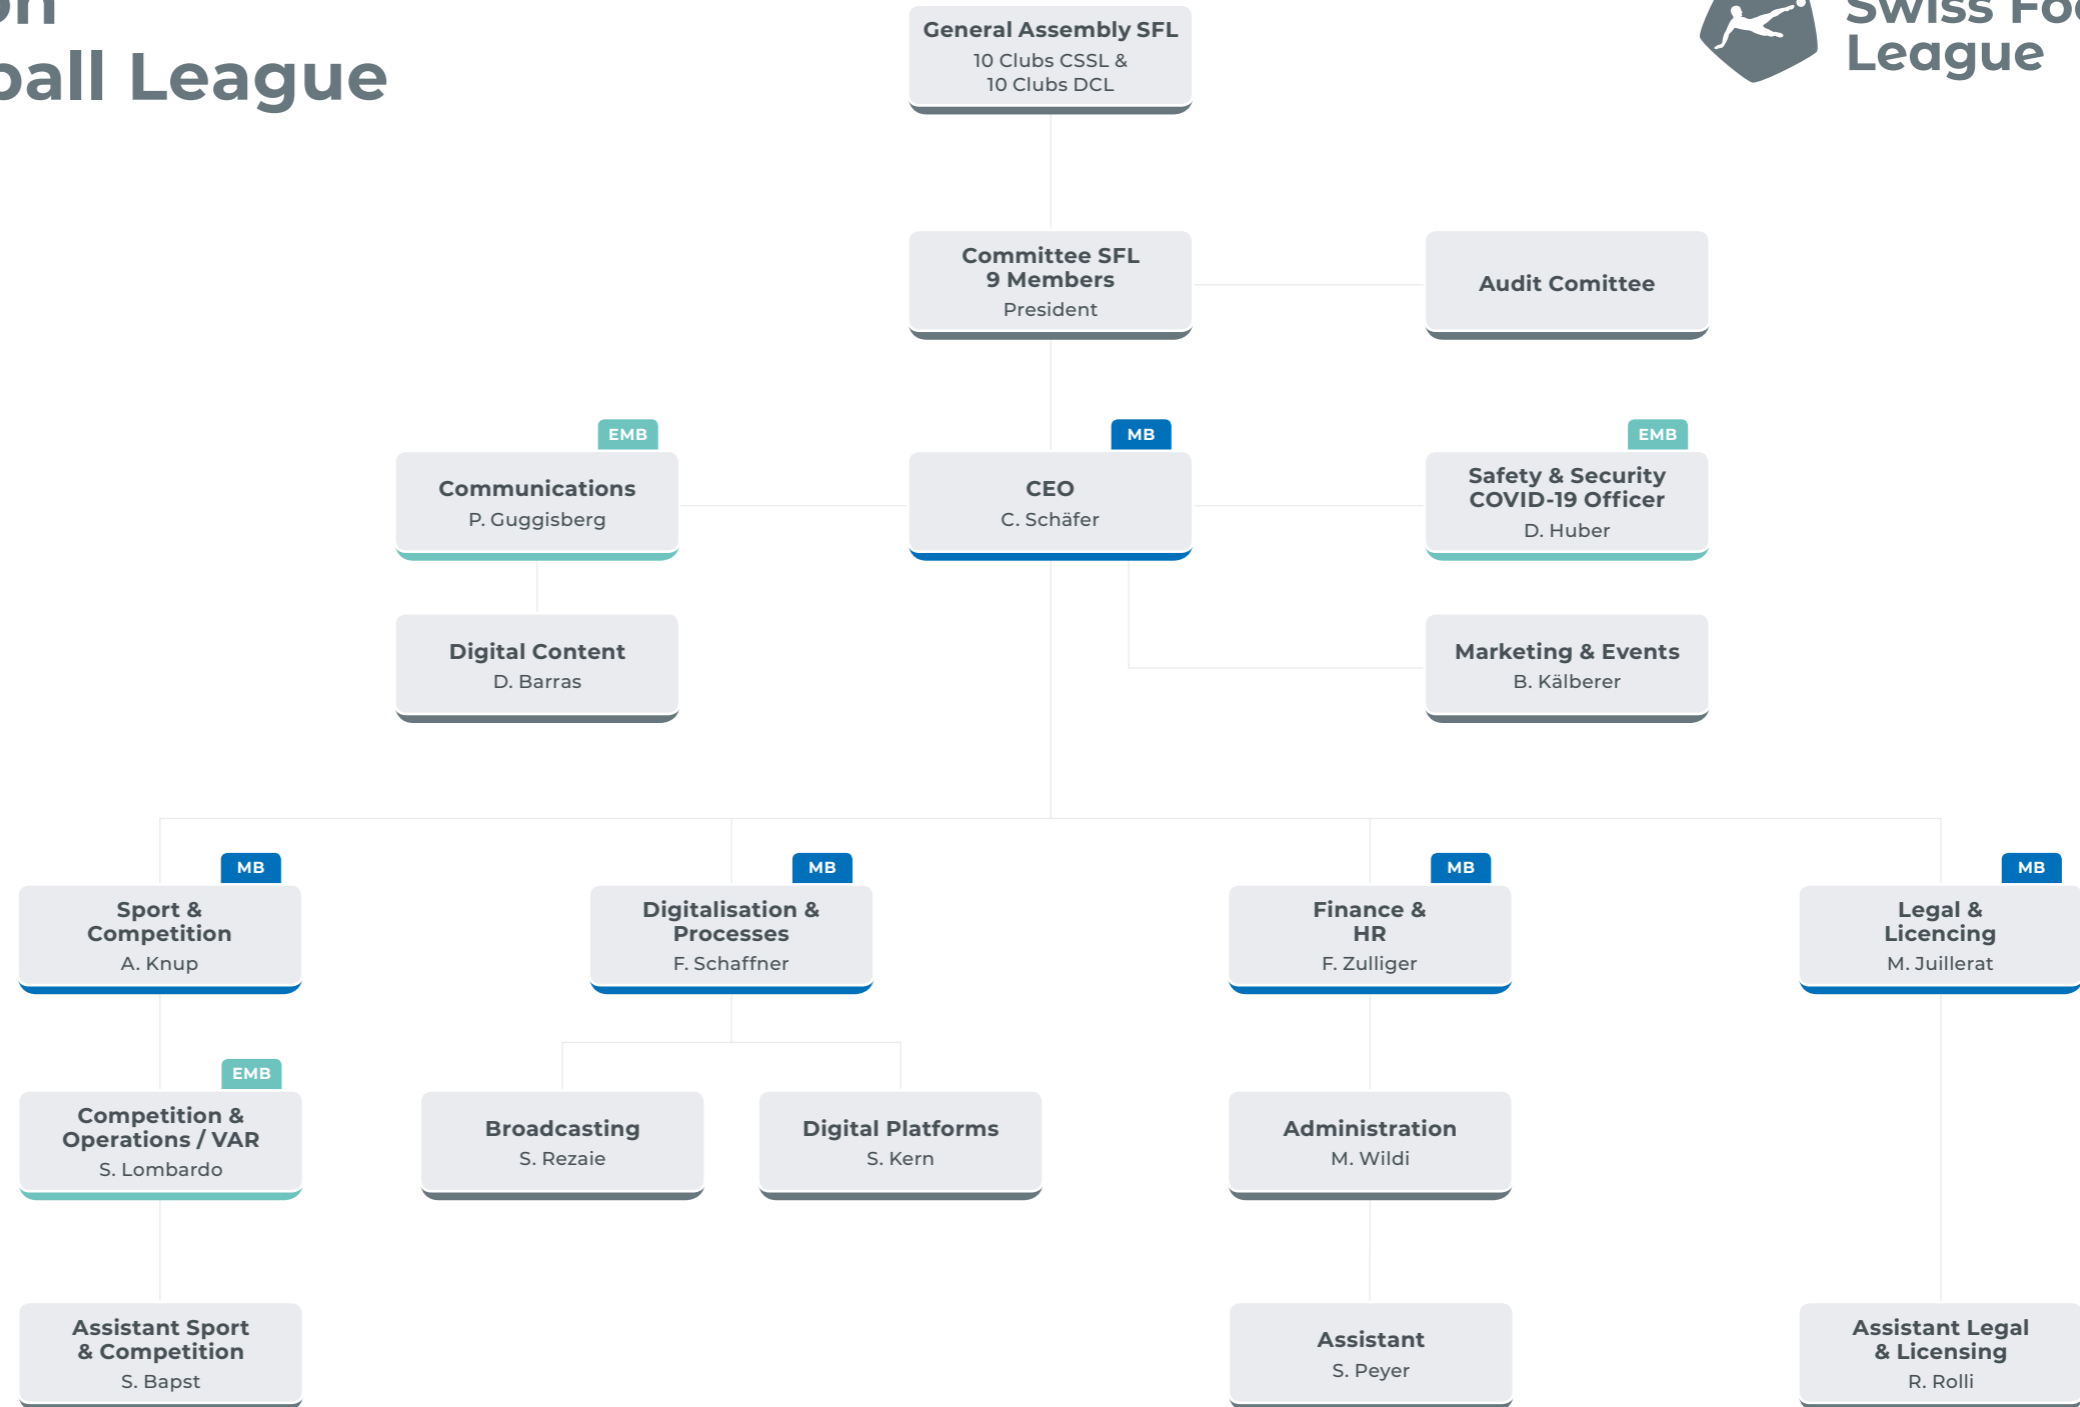 ball League
Swiss
League
General Assembly SFL
10 Clubs CSSL &
10 Clubs DCL
Committee SFL
9 Members
President
Audit Comittee
EMB
Communications
P. Guggisberg
MB
CEO
C. Schäfer
EMB
Safety & Security
COVID-19 Officer
D. Huber
Digital Content
D. Barras
Marketing & Events
B. Kälberer
MB
Sport &
Competition
A. Knup
MB
Digitalisation &
Processes
F. Schaffner
MB
Finance &
HR
F. Zulliger
MB
Legal &
Licencing
M. Juillerat
EMB
Competition &
Operations / VAR
S. Lombardo
Broadcasting
S. Rezaie
Digital Platforms
S. Kern
Administration
M. Wildi
Assistant Sport
& Competition
S. Bapst
Assistant
S. Peyer
Assistant Legal
& Licensing
R. Rolli